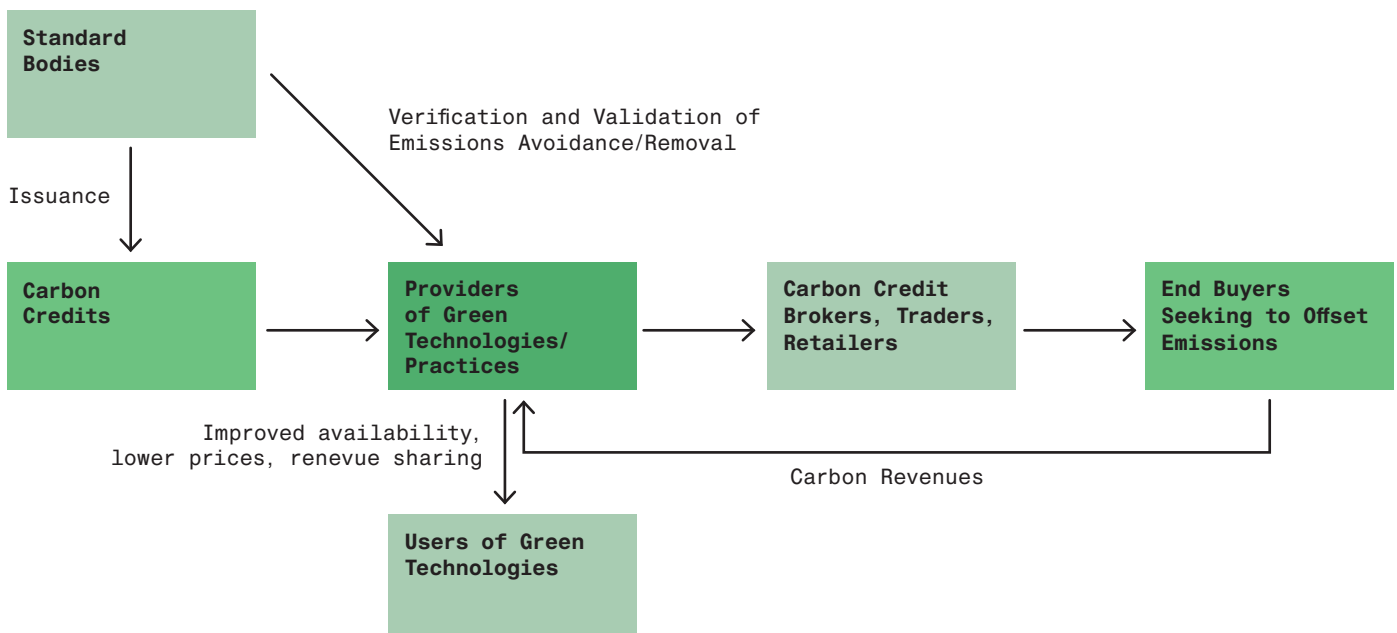 Standard
Bodies
Verification and Validation of
Emissions Avoidance/Removal
Issuance
Carbon
Credits
Providers
of Green
Technologies/
Practices
Carbon Credit
Brokers, Traders,
Retailers
End Buyers
Seeking to Offset
Emissions
Improved availability,
lower prices, renevue sharing
Carbon Revenues
Users of Green
Technologies